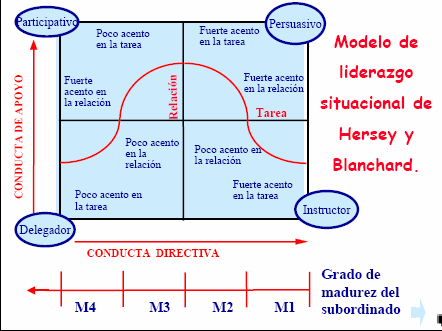 Participativo
Persuasivo
Poco acento
en la tarea
Fuerte acento
en la tarea
Fuerte
acento en
la relación
Fuerte acento
en la relación
Relación
Tarea
Poco acento
en la
relación
Poco acento en
la relación
Poco acento en
la tarea
Fuerte acento
en la tarea
Delegador
Instructor
CONDUCTA DE APOYO
CONDUCTA DIRECTIVA
M4
M3
M2
M1
Grado de
madurez del
subordinado
Modelo de
liderazgo
situacional de
Hersey y
Blanchard.